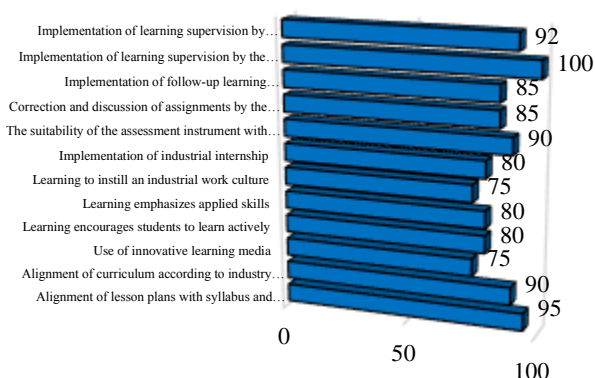 Implementation of learning supervision by… 92
Implementation of learning supervision by the… 100
Implementation of follow-up learning… 85
Correction and discussion of assignments by the… 85
The suitability of the assessment instrument with… 90
Implementation of industrial internship 80
Learning to instill an industrial work culture 75
Learning emphasizes applied skills 80
Learning encourages students to learn actively 80
Use of innovative learning media 75
Alignment of curriculum according to industry… 90
Alignment of lesson plans with syllabus and… 95
0
50
100